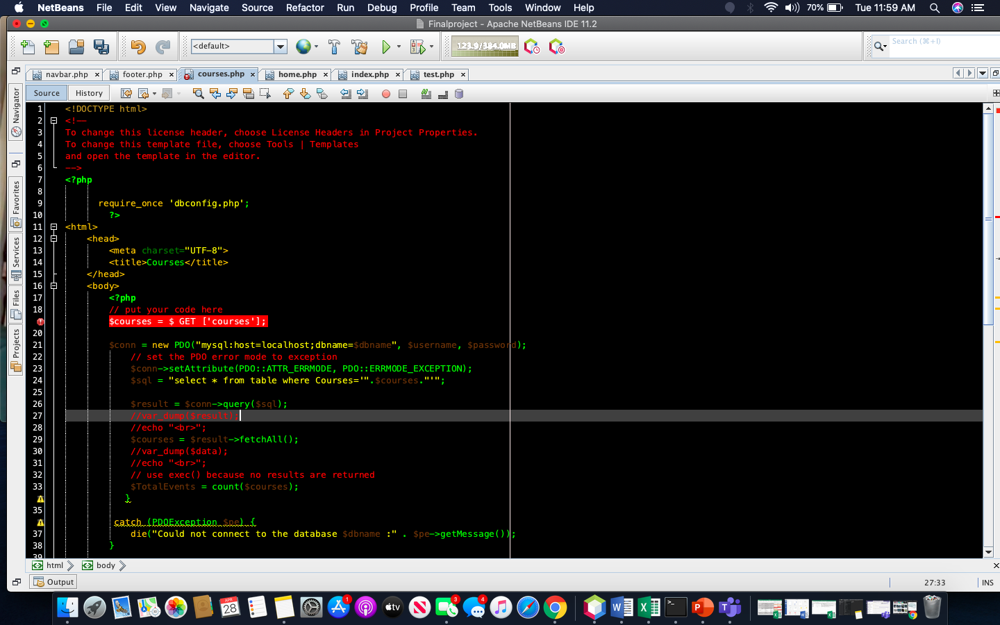 NetBeans File Edit View Navigate Source Refactor Run Debug Profile Team Tools Window Help 70% Tue 11:59 AM
Finalproject - Apache NetBeans IDE 11.2
<default> 123.9/384.0MB Search (⌘+I)
navbar.php footer.php courses.php home.php index.php test.php
Source History
Navigator
Favorites
Services
Files
Projects
1 <!DOCTYPE html>
2 <!--
3 To change this license header, choose License Headers in Project Properties.
4 To change this template file, choose Tools | Templates
5 and open the template in the editor.
6 -->
7 <?php
8
9 require_once 'dbconfig.php';
10 ?>
11 <html>
12 <head>
13 <meta charset="UTF-8">
14 <title>Courses</title>
15 </head>
16 <body>
17 <?php
18 // put your code here
$courses = $ GET ['courses'];
20
21 $conn = new PDO("mysql:host=localhost;dbname=$dbname", $username, $password);
22 // set the PDO error mode to exception
23 $conn->setAttribute(PDO::ATTR_ERRMODE, PDO::ERRMODE_EXCEPTION);
24 $sql = "select * from table where Courses='".$courses."'";
25
26 $result = $conn->query($sql);
27 //var_dump($result);
28 //echo "<br>";
29 $courses = $result->fetchAll();
30 //var_dump($data);
31 //echo "<br>";
32 // use exec() because no results are returned
33 $TotalEvents = count($courses);
}
35
catch (PDOException $pe) {
37 die("Could not connect to the database $dbname :" . $pe->getMessage());
38 }
39
html body
Output 27:33 INS
APR 28 1 tv 3 4 W X P T